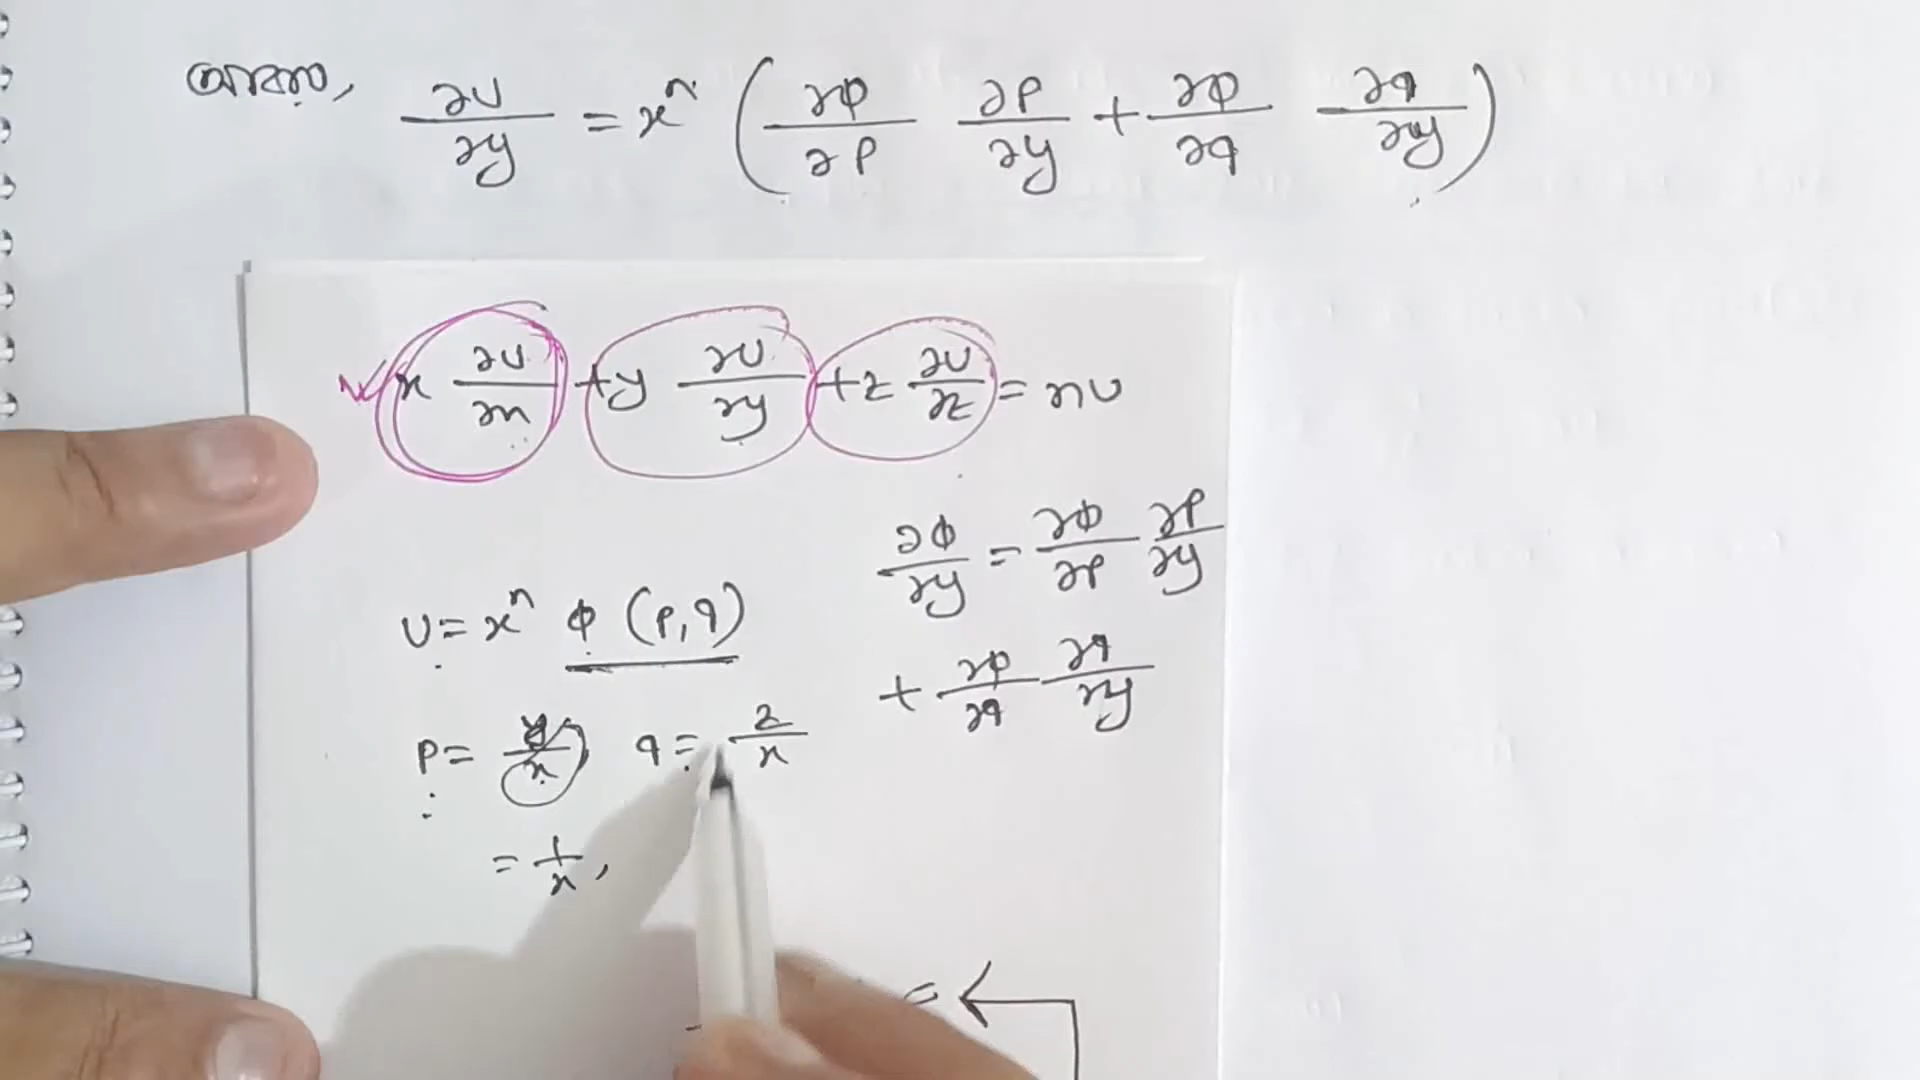 আবার, ∂U/∂y = xⁿ (∂φ/∂p ∂p/∂y + ∂φ/∂q ∂q/∂y)
x ∂U/∂x + y ∂U/∂y + z ∂U/∂z = nU
∂φ/∂y = ∂φ/∂p ∂p/∂y
+ ∂φ/∂q ∂q/∂y
U = xⁿ φ (p, q)
p = y/x q = z/x
= 1/x,
=